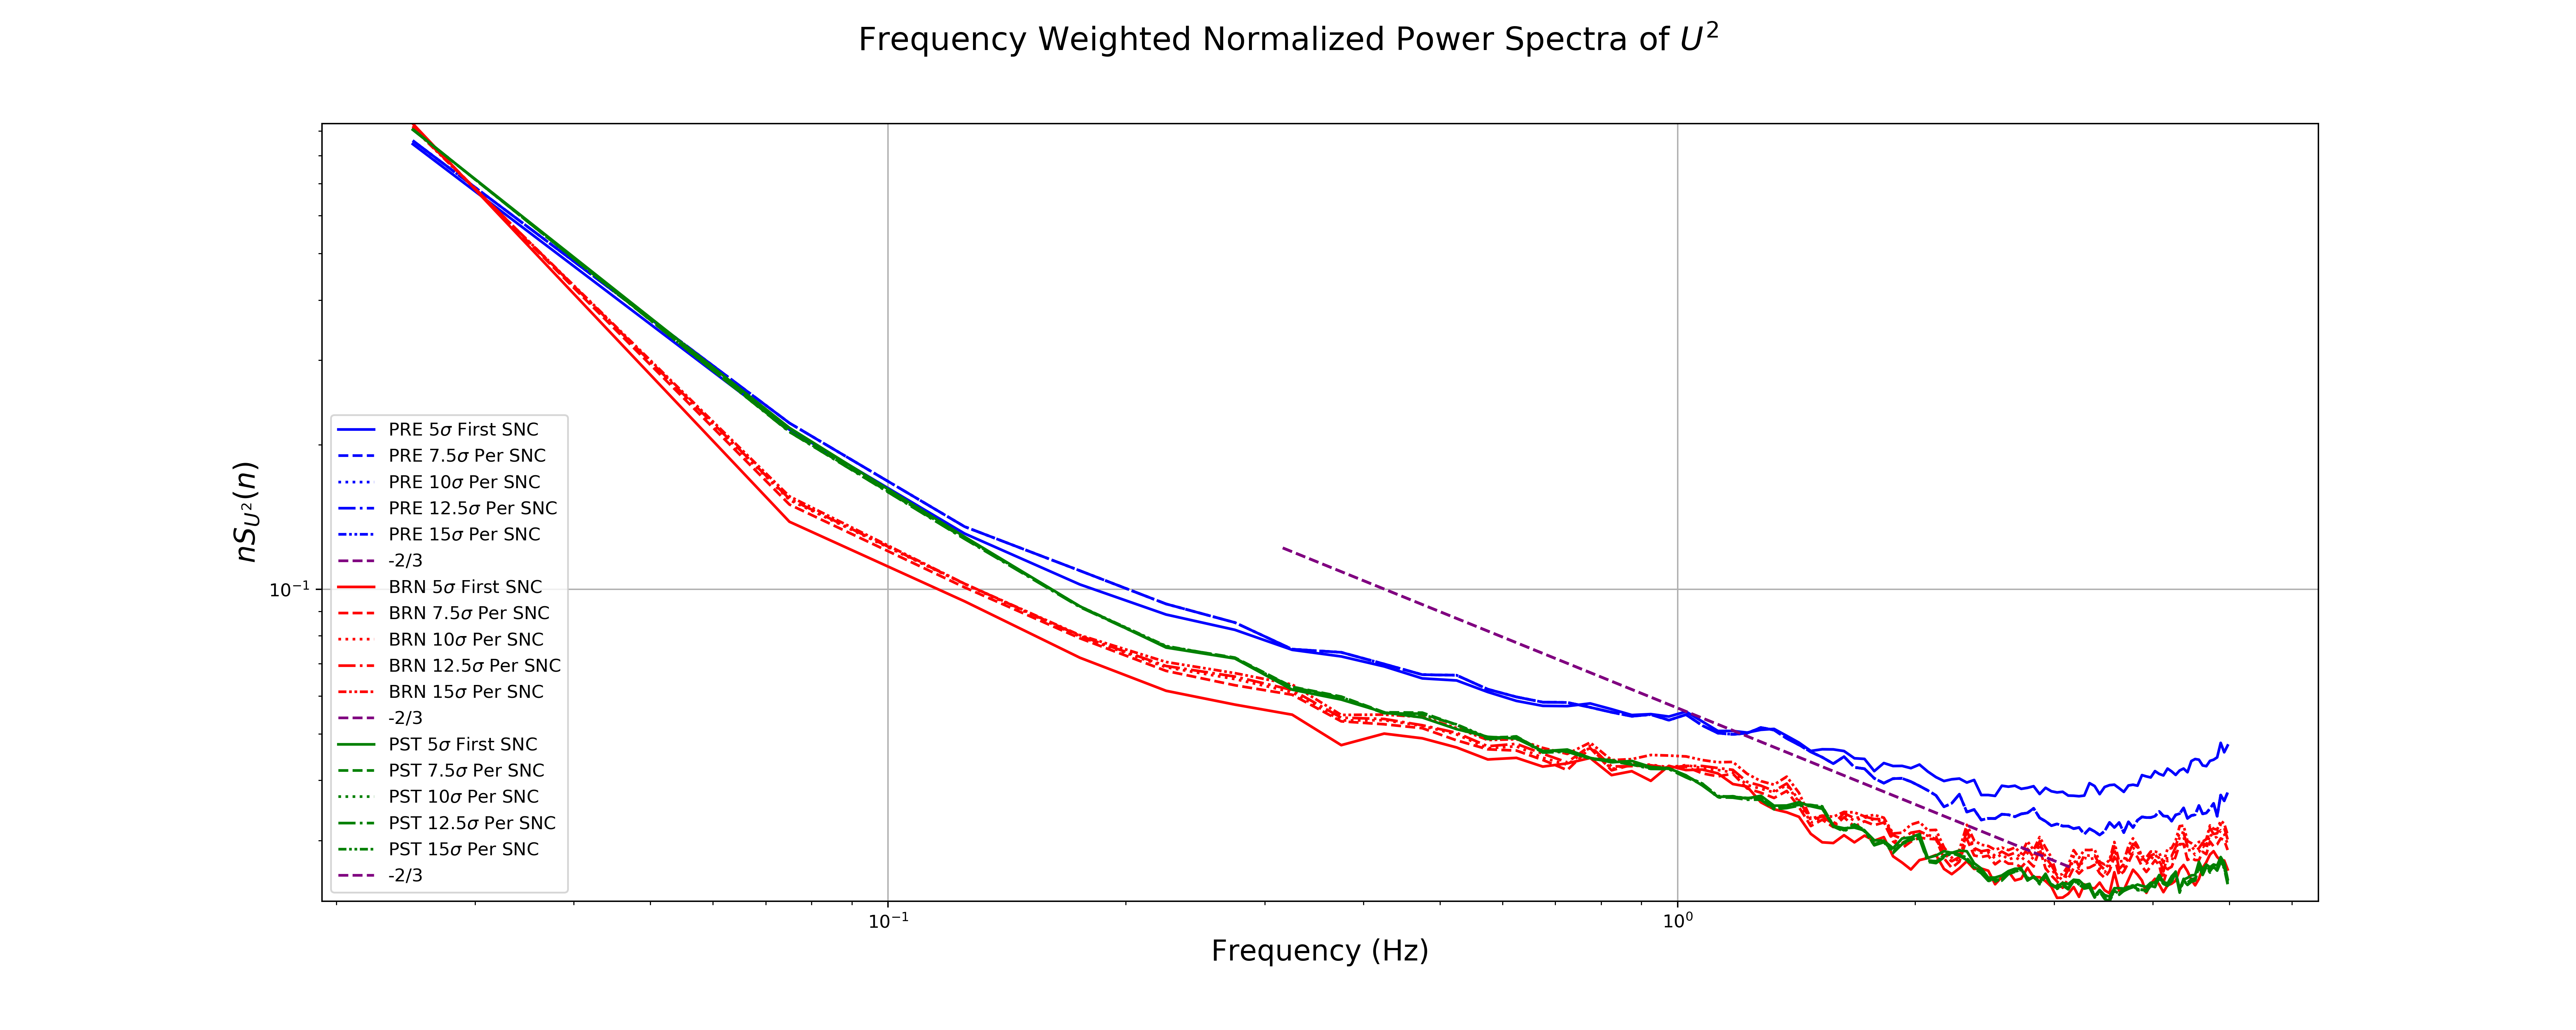 Frequency Weighted Normalized Power Spectra of U²
nS_{U²}(n)
10⁻¹
PRE 5σ First SNC
PRE 7.5σ Per SNC
PRE 10σ Per SNC
PRE 12.5σ Per SNC
PRE 15σ Per SNC
-2/3
BRN 5σ First SNC
BRN 7.5σ Per SNC
BRN 10σ Per SNC
BRN 12.5σ Per SNC
BRN 15σ Per SNC
-2/3
PST 5σ First SNC
PST 7.5σ Per SNC
PST 10σ Per SNC
PST 12.5σ Per SNC
PST 15σ Per SNC
-2/3
10⁻¹ 10⁰
Frequency (Hz)